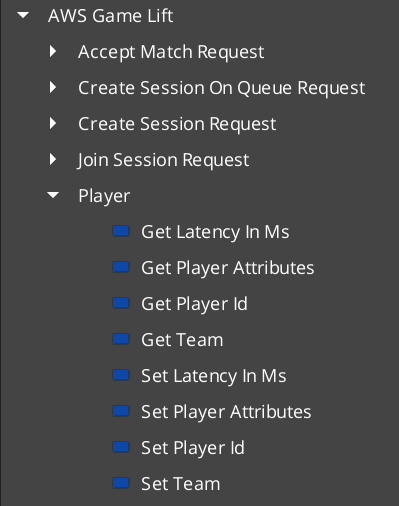 AWS Game Lift
Accept Match Request
Create Session On Queue Request
Create Session Request
Join Session Request
Player
Get Latency In Ms
Get Player Attributes
Get Player Id
Get Team
Set Latency In Ms
Set Player Attributes
Set Player Id
Set Team